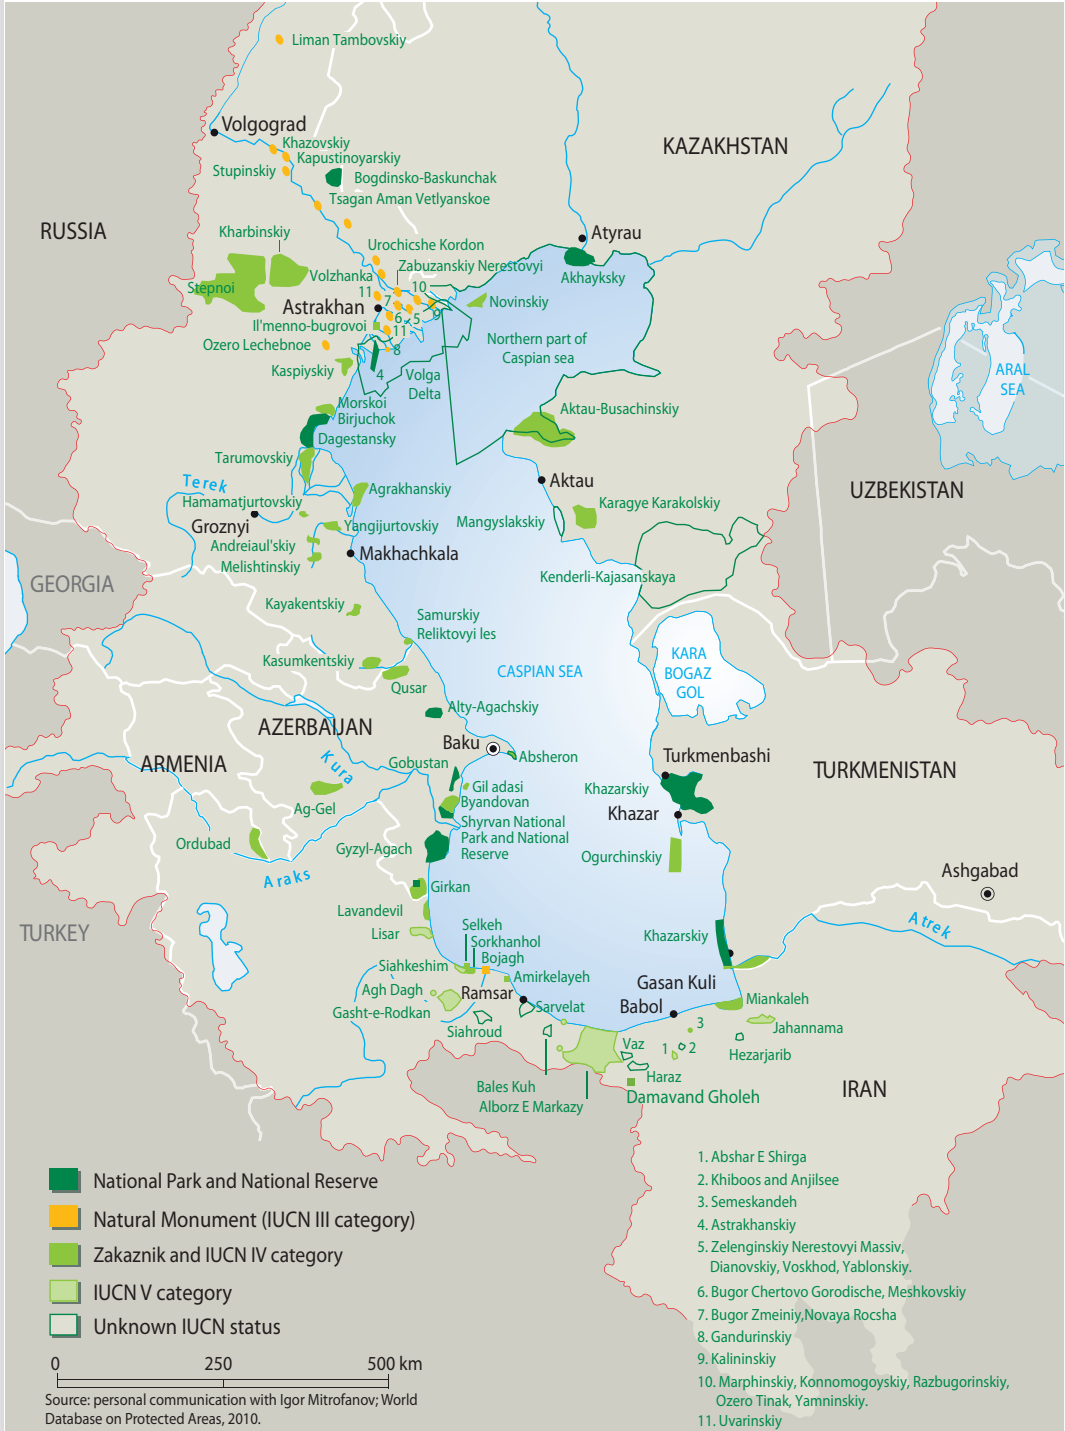 Liman Tambovskiy
Volgograd
Khazovskiy
Kapustinoyarskiy
Stupinskiy
Bogdinsko-Baskunchak
Tsagan Aman Vetlyanskoe
KAZAKHSTAN
RUSSIA
Kharbinskiy
Urochicshe Kordon
Atyrau
Zabuzanskiy Nerestovyi
Volzhanka
Akhayksky
Stepnoi
10
11
7
Novinskiy
Astrakhan
9
6
5
Il'menno-bugrovoi
11
Ozero Lechebnoe
8
Northern part of
Caspian sea
Kaspiyskiy
4
Volga
Delta
ARAL
SEA
Morskoi
Birjuchok
Aktau-Busachinskiy
Dagestansky
Tarumovskiy
Terek
Aktau
Agrakhanskiy
UZBEKISTAN
Hamamatjurtovskiy
Karagye Karakolskiy
Groznyi
Yangijurtovskiy
Mangyslakskiy
Andreiaul'skiy
Makhachkala
Melishtinskiy
GEORGIA
Kenderli-Kajasanskaya
Kayakentskiy
Samurskiy
Reliktovyi les
Kasumkentskiy
CASPIAN SEA
KARA
BOGAZ
GOL
Qusar
Alty-Agachskiy
AZERBAIJAN
Baku
Absheron
Turkmenbashi
ARMENIA
Kura
Gobustan
TURKMENISTAN
Gil adasi
Khazarskiy
Byandovan
Ag-Gel
Khazar
Shyrvan National
Park and National
Reserve
Ordubad
Gyzyl-Agach
Ogurchinskiy
Araks
Girkan
Ashgabad
Lavandevil
Selkeh
Atrek
TURKEY
Lisar
Sorkhanhol
Khazarskiy
Bojagh
Siahkeshim
Amirkelayeh
Gasan Kuli
Agh Dagh
Ramsar
Miankaleh
Gasht-e-Rodkan
Sarvelat
Babol
Siahroud
3
Jahannama
Vaz
1
2
Hezarjarib
Haraz
Bales Kuh
Damavand Gholeh
Alborz E Markazy
IRAN
National Park and National Reserve
Natural Monument (IUCN III category)
Zakaznik and IUCN IV category
IUCN V category
Unknown IUCN status
0 250 500 km
Source: personal communication with Igor Mitrofanov; World
Database on Protected Areas, 2010.
1. Abshar E Shirga
2. Khiboos and Anjilsee
3. Semeskandeh
4. Astrakhanskiy
5. Zelenginskiy Nerestovyi Massiv,
Dianovskiy, Voskhod, Yablonskiy.
6. Bugor Chertovo Gorodische, Meshkovskiy
7. Bugor Zmeiniy,Novaya Rocsha
8. Gandurinskiy
9. Kalininskiy
10. Marphinskiy, Konnomogoyskiy, Razbugorinskiy,
Ozero Tinak, Yamninskiy.
11. Uvarinskiy